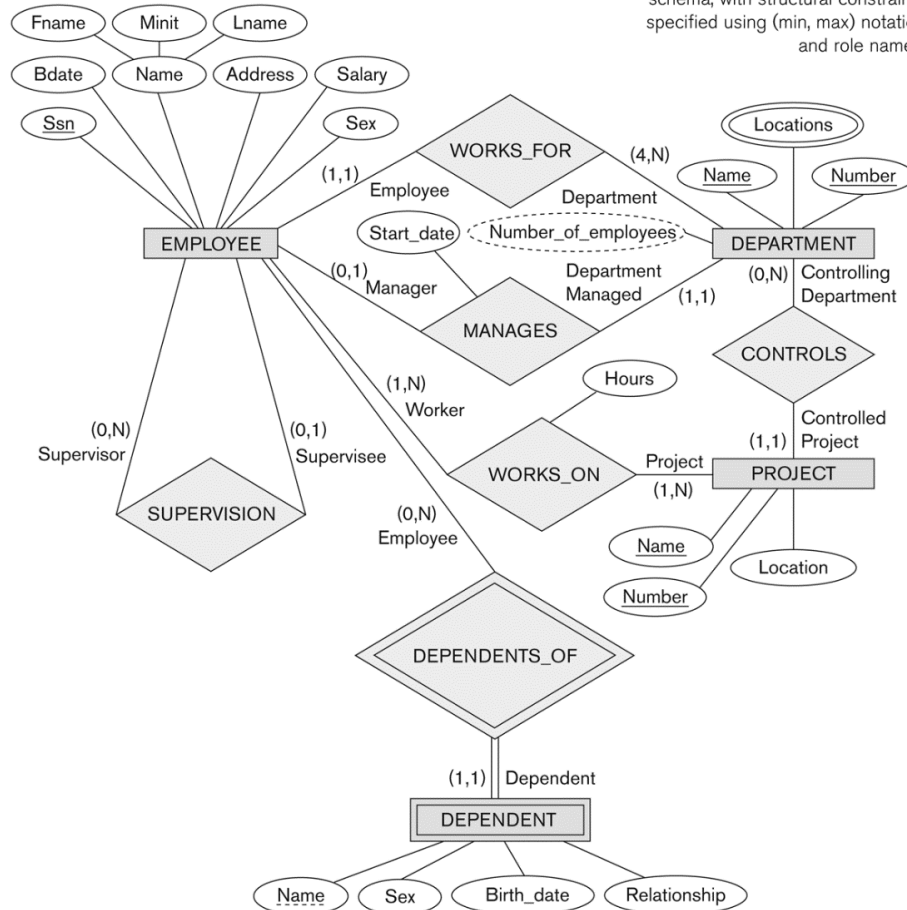 schema, with structural
specified using (min, max)
and role
Fname
Minit
Lname
Bdate
Name
Address
Salary
Ssn
Sex
Locations
WORKS_FOR
(1,1)
Employee
(4,N)
Department
Name
Number
Start_date
Number_of_employees
EMPLOYEE
DEPARTMENT
(0,1)
Manager
Department
Managed
(1,1)
(0,N)
Controlling
Department
MANAGES
CONTROLS
Hours
(1,N)
Worker
(0,N)
Supervisor
(0,1)
Supervisee
Controlled
Project
(1,1)
WORKS_ON
Project
(1,N)
PROJECT
SUPERVISION
(0,N)
Employee
Name
Location
Number
DEPENDENTS_OF
(1,1)
Dependent
DEPENDENT
Name
Sex
Birth_date
Relationship